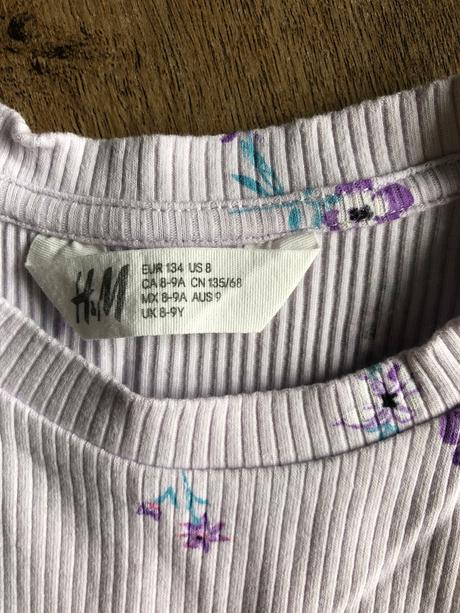 H&M
EUR 134 US 8
CA 8-9A CN 135/68
MX 8-9A AUS 9
UK 8-9Y